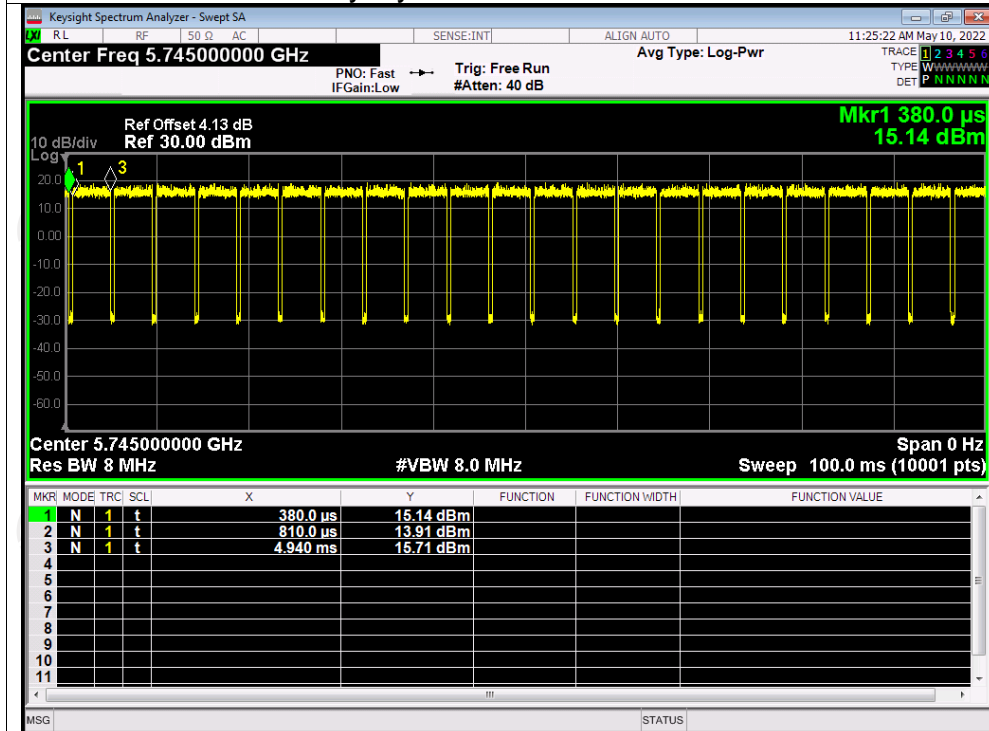 Keysight Spectrum Analyzer - Swept SA
LXI RL RF 50 Ω AC SENSE:INT ALIGN AUTO 11:25:22 AM May 10, 2022
Center Freq 5.745000000 GHz Avg Type: Log-Pwr TRACE 1 2 3 4 5 6
PNO: Fast Trig: Free Run TYPE WWWWWW
IFGain:Low #Atten: 40 dB DET P N N N N N
Mkr1 380.0 µs
Ref Offset 4.13 dB
10 dB/div Ref 30.00 dBm 15.14 dBm
Log
1 3
20.0
10.0
0.00
-10.0
-20.0
-30.0
-40.0
-50.0
-60.0
Center 5.745000000 GHz Span 0 Hz
Res BW 8 MHz #VBW 8.0 MHz Sweep 100.0 ms (10001 pts)
MKR MODE TRC SCL X Y FUNCTION FUNCTION WIDTH FUNCTION VALUE
1 N 1 t 380.0 µs 15.14 dBm
2 N 1 t 810.0 µs 13.91 dBm
3 N 1 t 4.940 ms 15.71 dBm
4
5
6
7
8
9
10
11
MSG STATUS